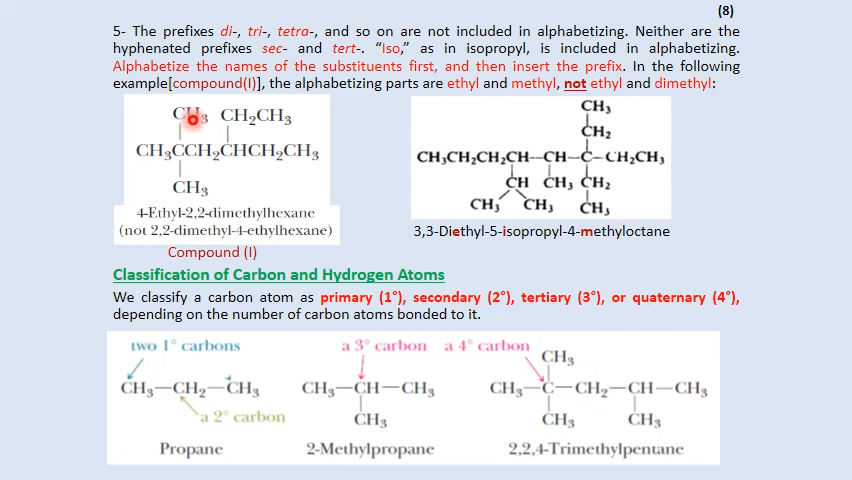 (8)
5- The prefixes di-, tri-, tetra-, and so on are not included in alphabetizing. Neither are the
hyphenated prefixes sec- and tert-. “Iso,” as in isopropyl, is included in alphabetizing.
Alphabetize the names of the substituents first, and then insert the prefix. In the following
example[compound(I)], the alphabetizing parts are ethyl and methyl, not ethyl and dimethyl:
CH₃ CH₂CH₃
CH₃CCH₂CHCH₂CH₃
CH₃
4-Ethyl-2,2-dimethylhexane
(not 2,2-dimethyl-4-ethylhexane)
Compound (I)
CH₃
CH₂
CH₃CH₂CH₂CH—CH—C—CH₂CH₃
CH CH₃ CH₂
CH₃ CH₃ CH₃
3,3-Diethyl-5-isopropyl-4-methyloctane
Classification of Carbon and Hydrogen Atoms
We classify a carbon atom as primary (1°), secondary (2°), tertiary (3°), or quaternary (4°),
depending on the number of carbon atoms bonded to it.
two 1° carbons
CH₃—CH₂—CH₃
a 2° carbon
Propane
a 3° carbon
CH₃—CH—CH₃
CH₃
2-Methylpropane
a 4° carbon
CH₃
CH₃—C—CH₂—CH—CH₃
CH₃ CH₃
2,2,4-Trimethylpentane